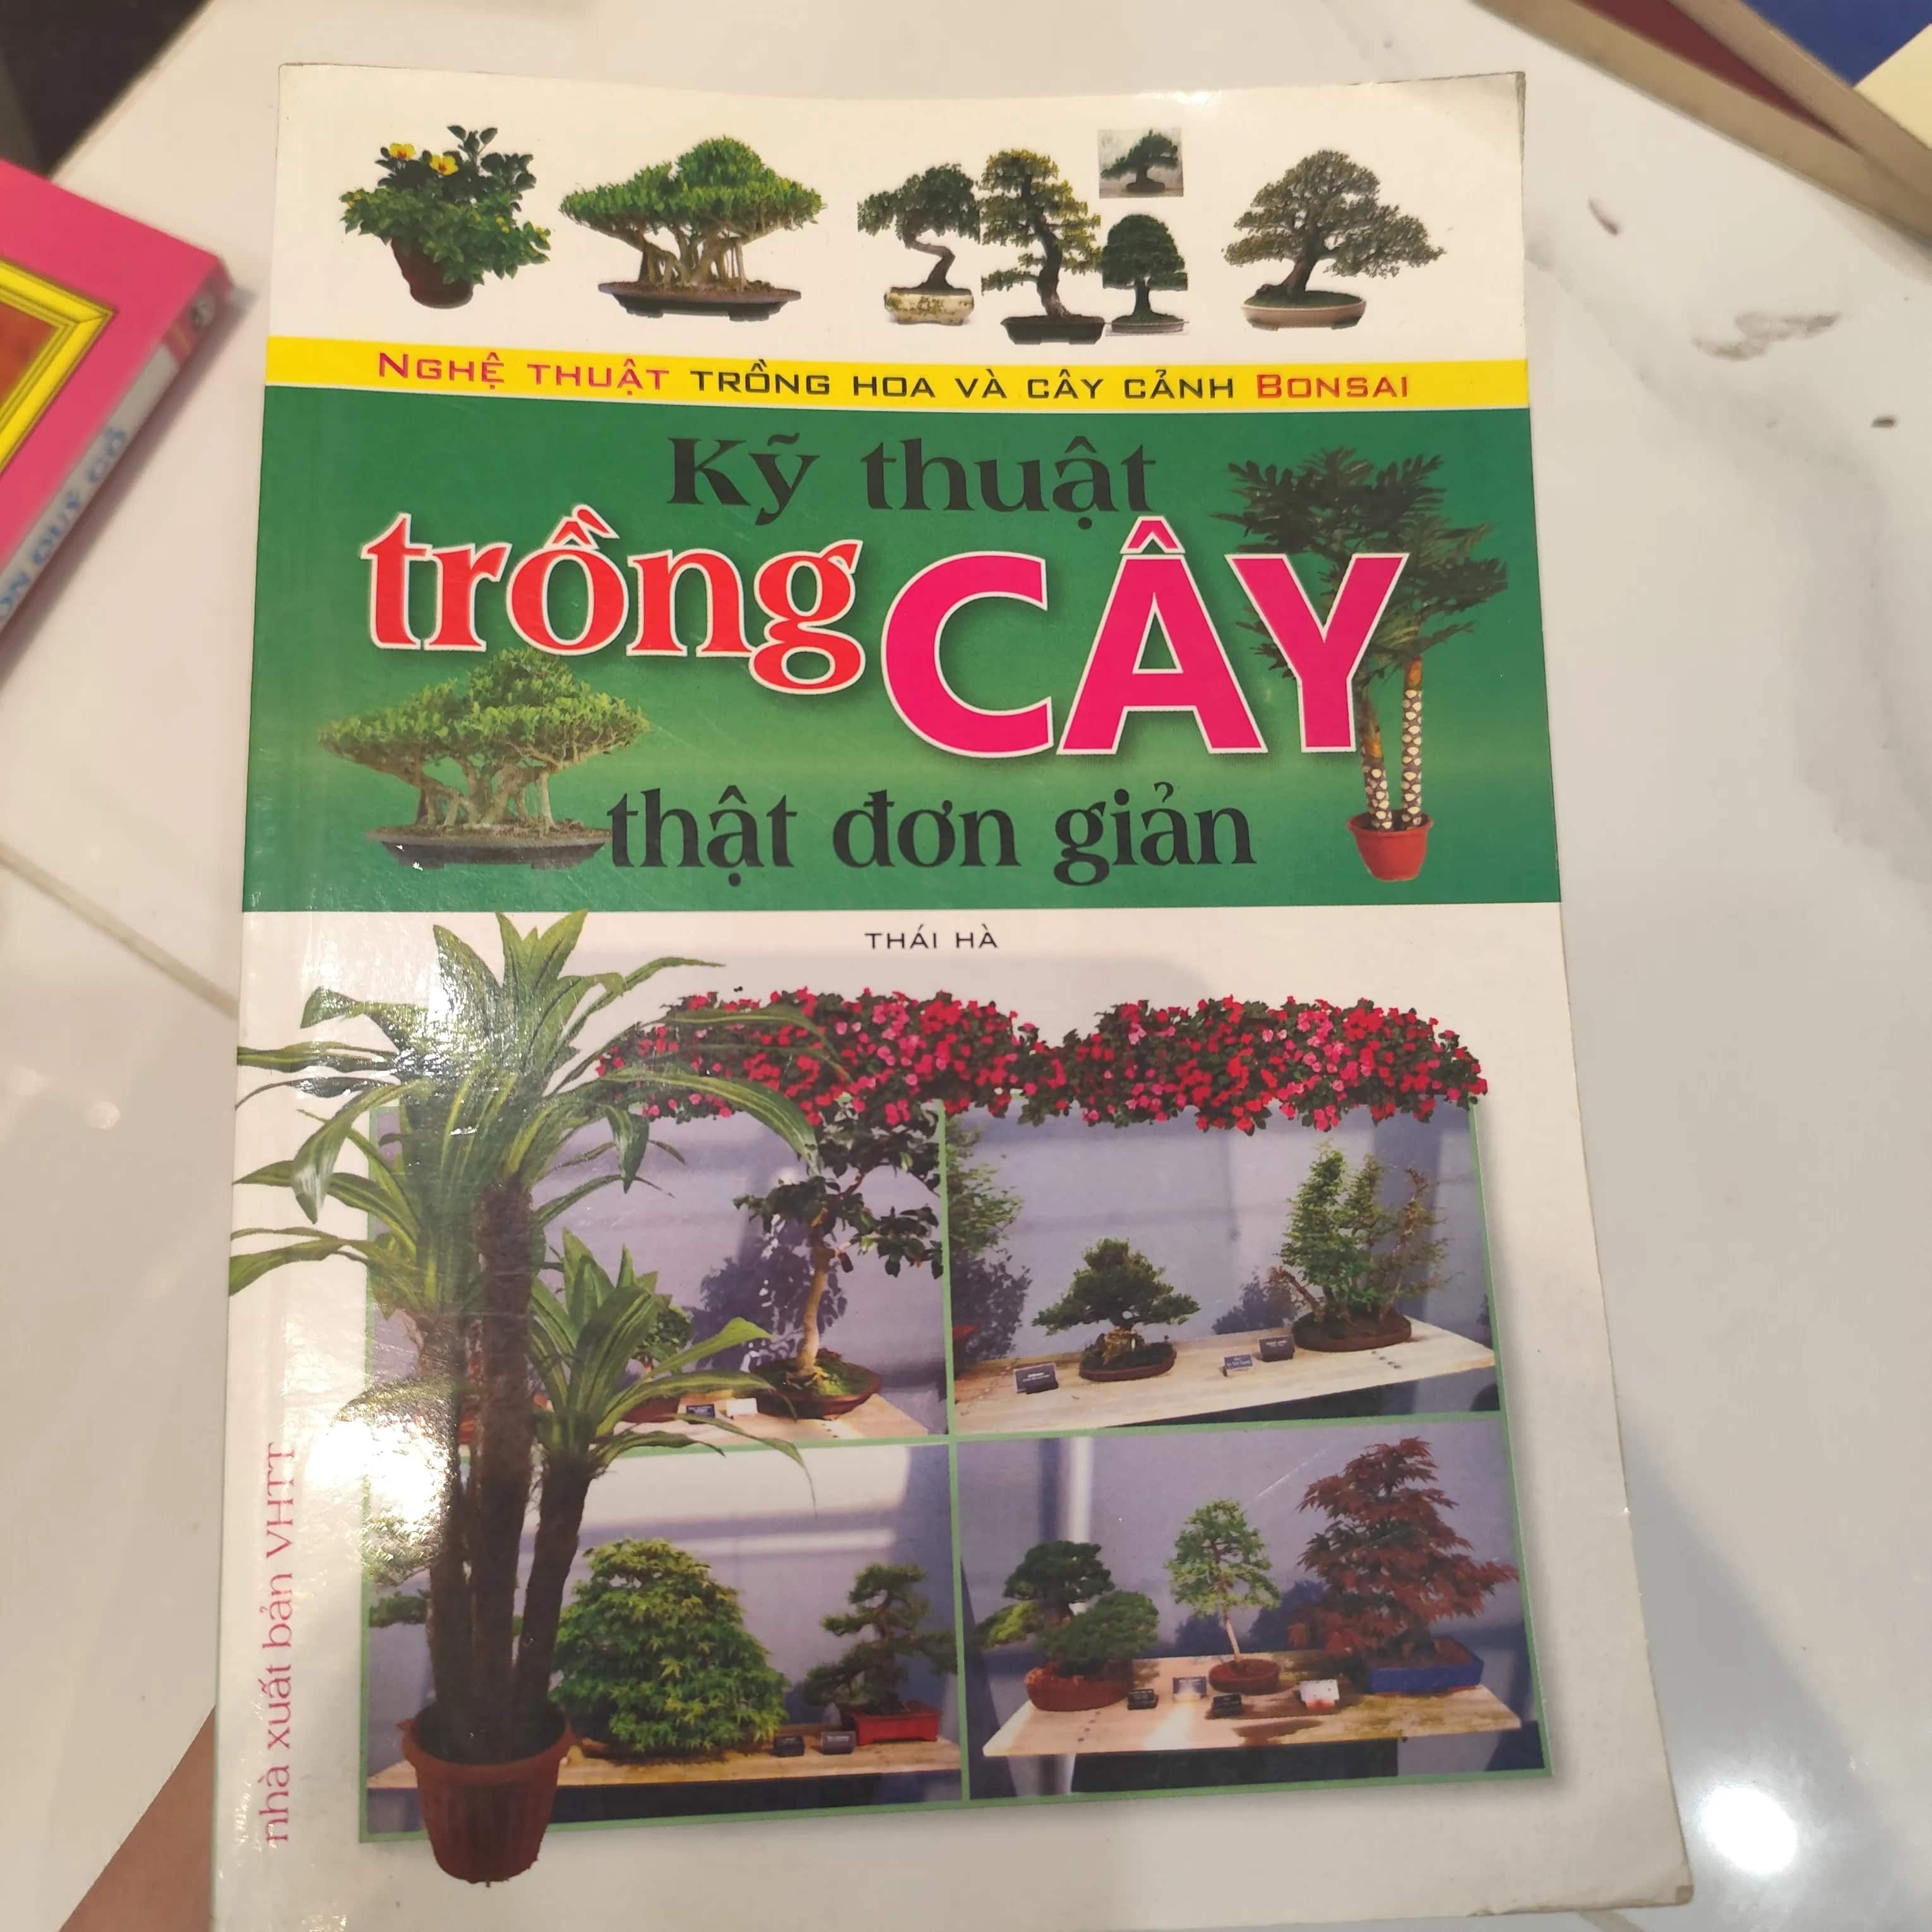 NGHỆ THUẬT TRỒNG HOA VÀ CÂY CẢNH BONSAI
Kỹ thuật
trồng CÂY
thật đơn giản
THÁI HÀ
nhà xuất bản VHTT